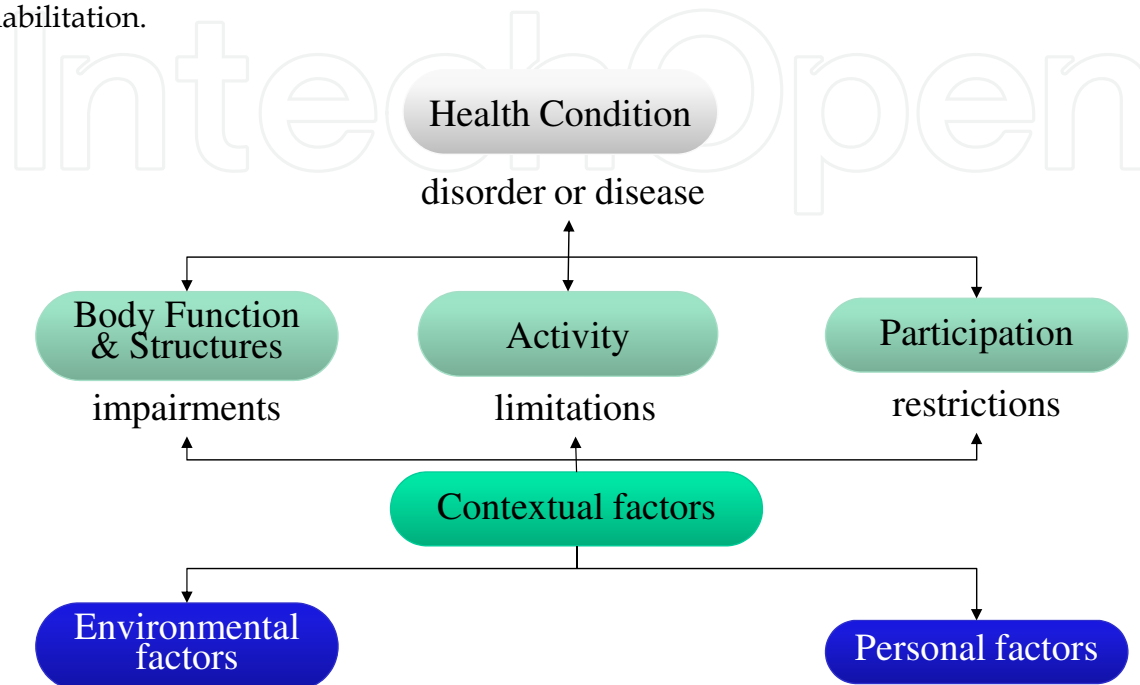 abilitation.
IntechOpen
Health Condition
disorder or disease
Body Function
& Structures
Activity
Participation
impairments
limitations
restrictions
Contextual factors
Environmental
factors
Personal factors